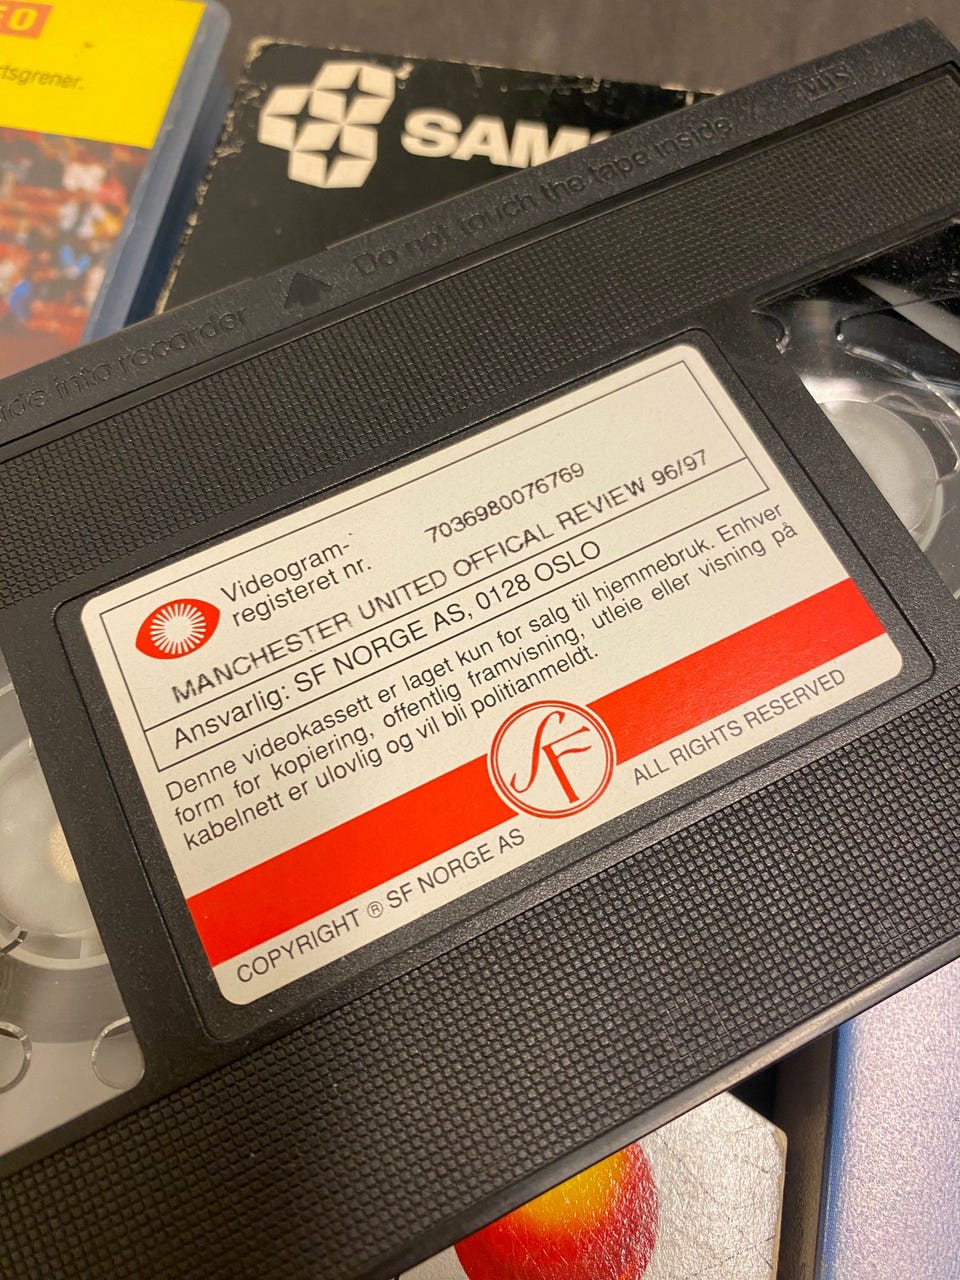 EO
rtsgrener.
SAM
VHS
Do not touch the tape inside
ide into recorder
Videogram-
registeret nr.
7036980076769
MANCHESTER UNITED OFFICAL REVIEW 96/97
Ansvarlig: SF NORGE AS, 0128 OSLO
Denne videokassett er laget kun for salg til hjemmebruk. Enhver
form for kopiering, offentlig framvisning, utleie eller visning på
kabelnett er ulovlig og vil bli politianmeldt.
SF
COPYRIGHT ® SF NORGE AS
ALL RIGHTS RESERVED